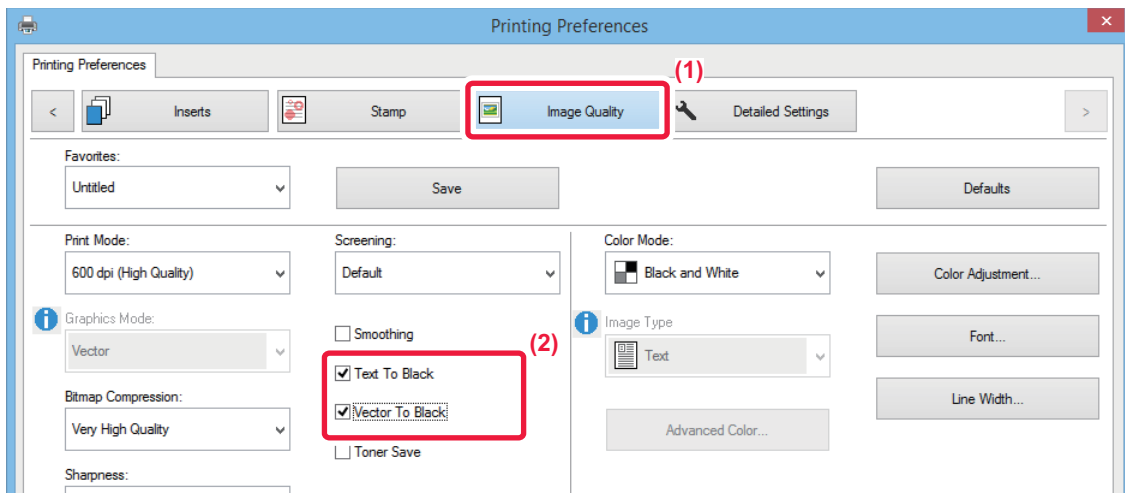 Printing Preferences
×
Printing Preferences
(1)
<
Inserts
Stamp
Image Quality
Detailed Settings
>
Favorites:
Untitled
Save
Defaults
Print Mode:
600 dpi (High Quality)
Screening:
Default
Color Mode:
Black and White
Color Adjustment...
Graphics Mode:
Vector
Smoothing
(2)
Image Type
Text
Font...
Text To Black
Bitmap Compression:
Very High Quality
Vector To Black
Line Width...
Advanced Color...
Toner Save
Sharpness: